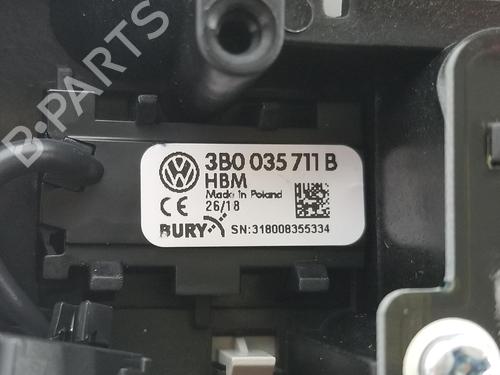 B-PARTS
3B0 035 711 B
HBM
Made in Poland
CE 26/18
BURY
SN:318008355334